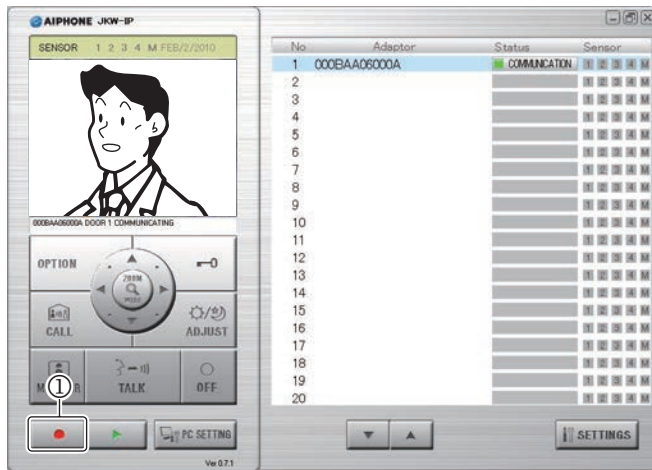 AIPHONE JKW-IP
SENSOR 1 2 3 4 M FEB/2/2010
000BAA06000A DOOR 1 COMMUNICATING
OPTION
ZOOM
WIDE
CALL
ADJUST
①
TALK
OFF
PC SETTING
Ver 0.7.1
No Adaptor Status Sensor
1 000BAA06000A COMMUNICATION 1 2 3 4 M
2 1 2 3 4 M
3 1 2 3 4 M
4 1 2 3 4 M
5 1 2 3 4 M
6 1 2 3 4 M
7 1 2 3 4 M
8 1 2 3 4 M
9 1 2 3 4 M
10 1 2 3 4 M
11 1 2 3 4 M
12 1 2 3 4 M
13 1 2 3 4 M
14 1 2 3 4 M
15 1 2 3 4 M
16 1 2 3 4 M
17 1 2 3 4 M
18 1 2 3 4 M
19 1 2 3 4 M
20 1 2 3 4 M
SETTINGS